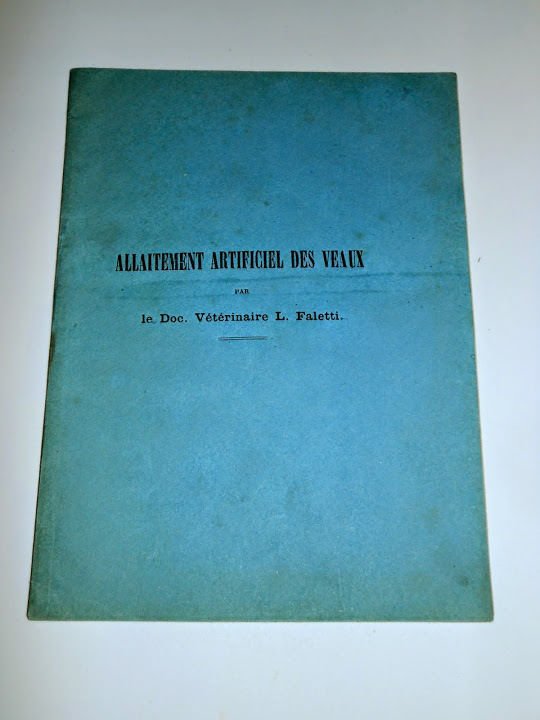 ALLAITEMENT ARTIFICIEL DES VEAUX
PAR
le Doc. Vétérinaire L. Faletti.